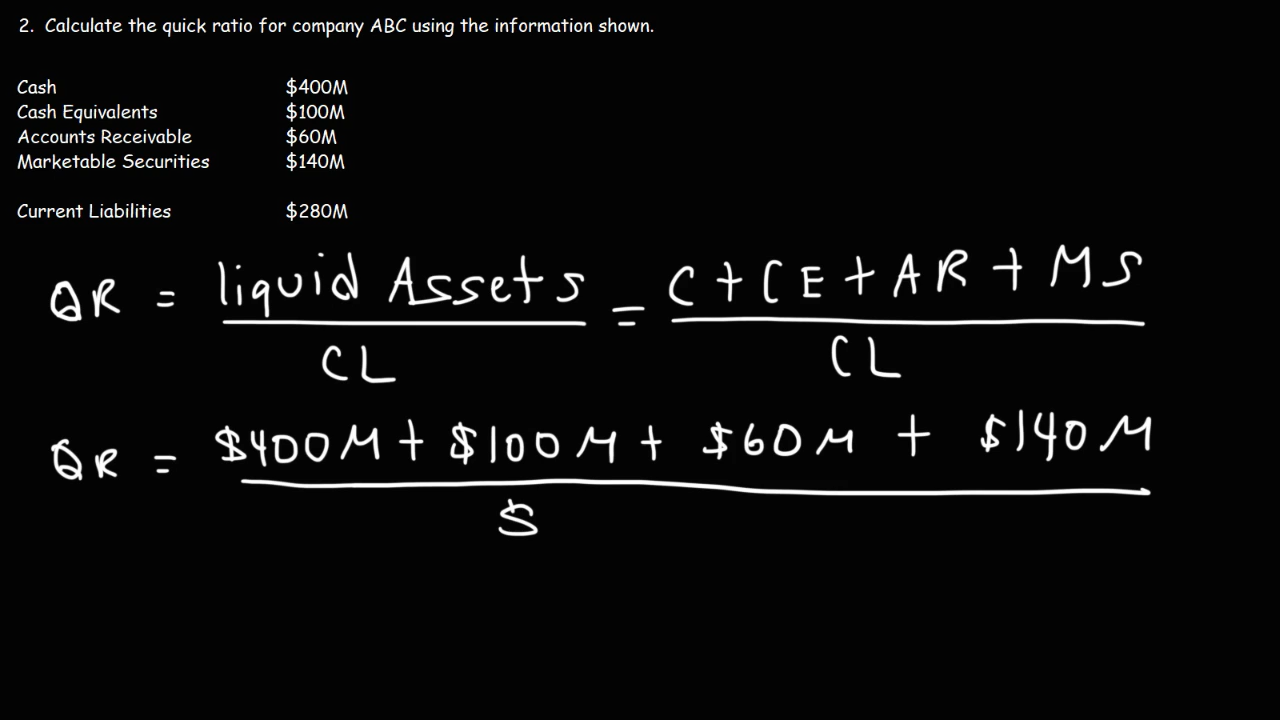 2. Calculate the quick ratio for company ABC using the information shown.
Cash $400M
Cash Equivalents $100M
Accounts Receivable $60M
Marketable Securities $140M
Current Liabilities $280M
QR = liquid Assets / CL = C + CE + AR + MS / CL
QR = $400M + $100M + $60M + $140M / $